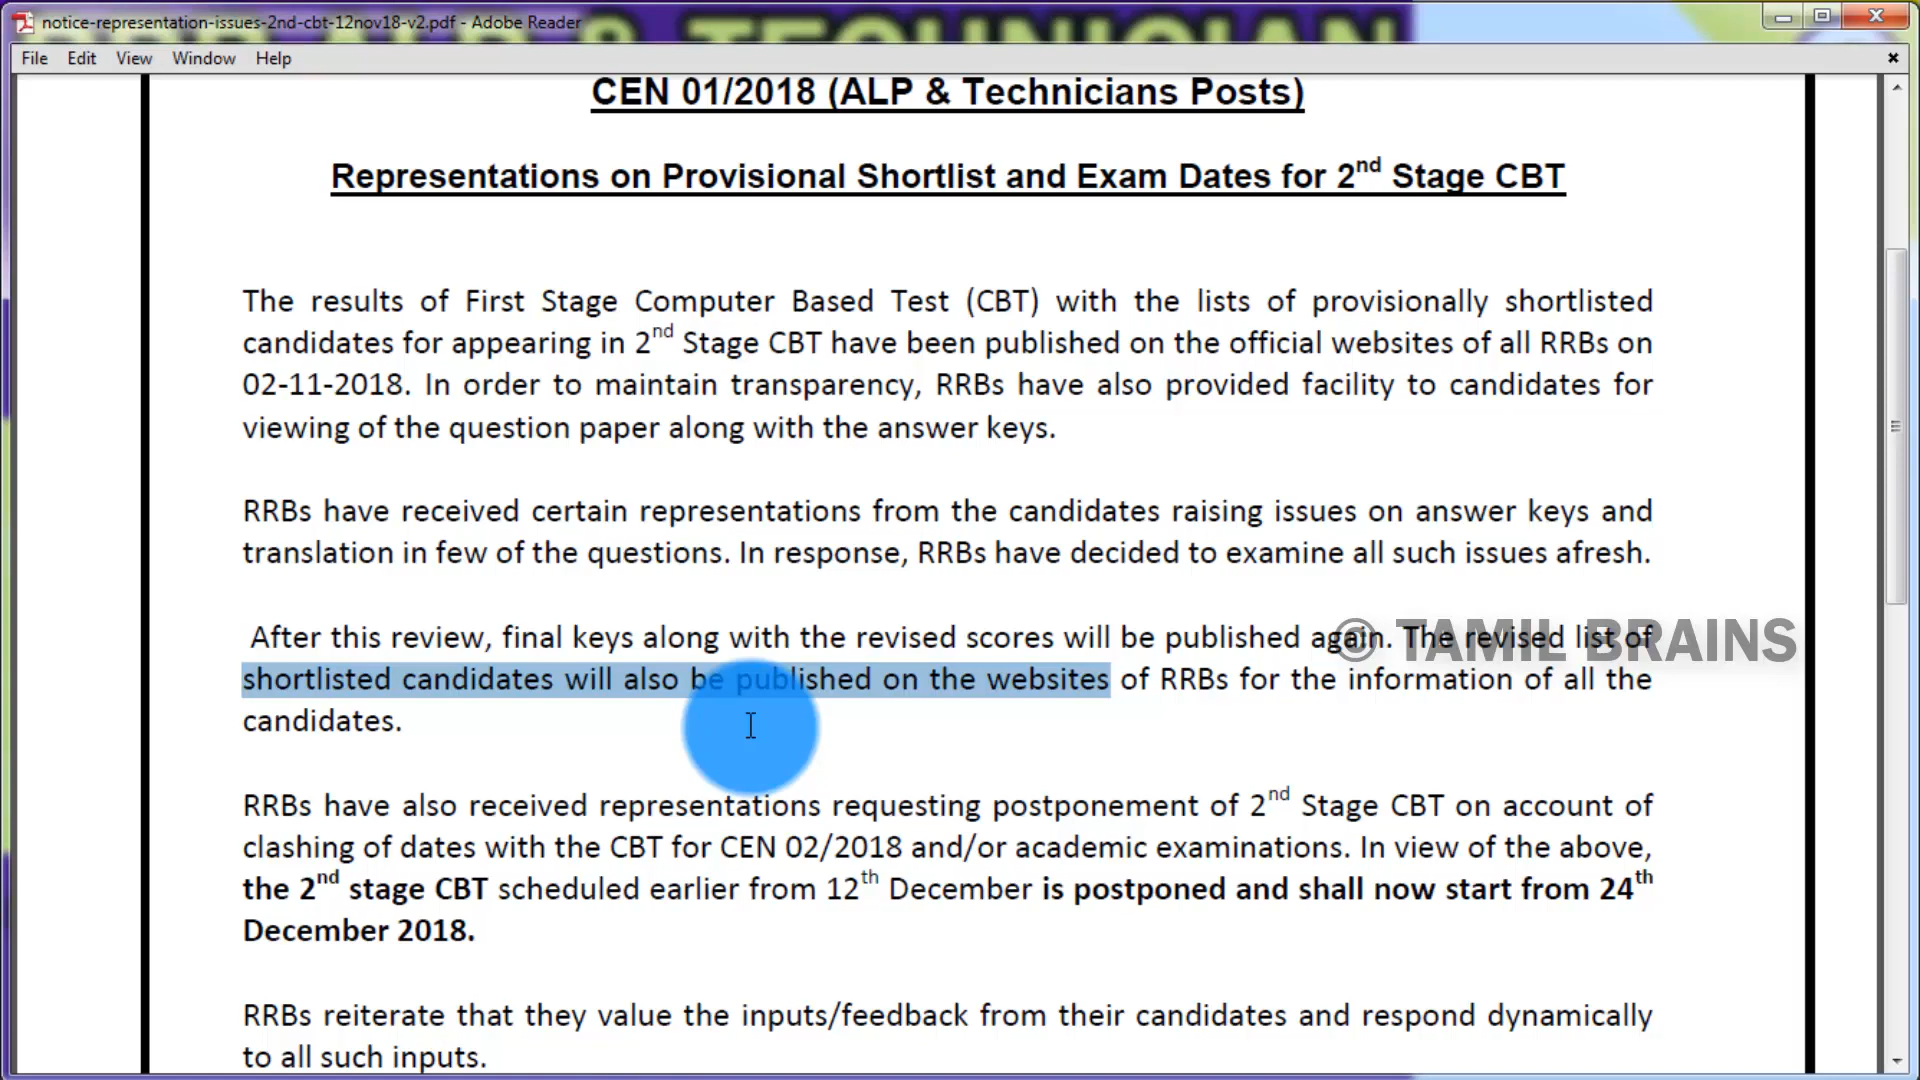 notice-representation-issues-2nd-cbt-12nov18-v2.pdf - Adobe Reader
& TECHNICIAN
File Edit View Window Help
CEN 01/2018 (ALP & Technicians Posts)
Representations on Provisional Shortlist and Exam Dates for 2nd Stage CBT
The results of First Stage Computer Based Test (CBT) with the lists of provisionally shortlisted
candidates for appearing in 2nd Stage CBT have been published on the official websites of all RRBs on
02-11-2018. In order to maintain transparency, RRBs have also provided facility to candidates for
viewing of the question paper along with the answer keys.
RRBs have received certain representations from the candidates raising issues on answer keys and
translation in few of the questions. In response, RRBs have decided to examine all such issues afresh.
After this review, final keys along with the revised scores will be published again. The revised list of
© TAMIL BRAINS
shortlisted candidates will also be published on the websites of RRBs for the information of all the
candidates.
RRBs have also received representations requesting postponement of 2nd Stage CBT on account of
clashing of dates with the CBT for CEN 02/2018 and/or academic examinations. In view of the above,
the 2nd stage CBT scheduled earlier from 12th December is postponed and shall now start from 24th
December 2018.
RRBs reiterate that they value the inputs/feedback from their candidates and respond dynamically
to all such inputs.